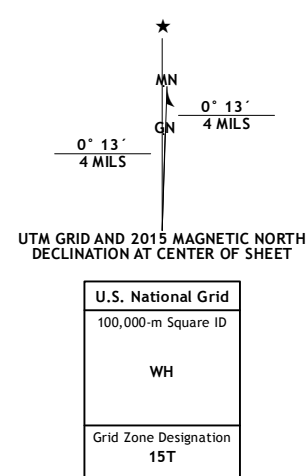 ★
MN
0° 13´
4 MILS
GN
0° 13´
4 MILS
UTM GRID AND 2015 MAGNETIC NORTH
DECLINATION AT CENTER OF SHEET
U.S. National Grid
100,000-m Square ID
WH
Grid Zone Designation
15T